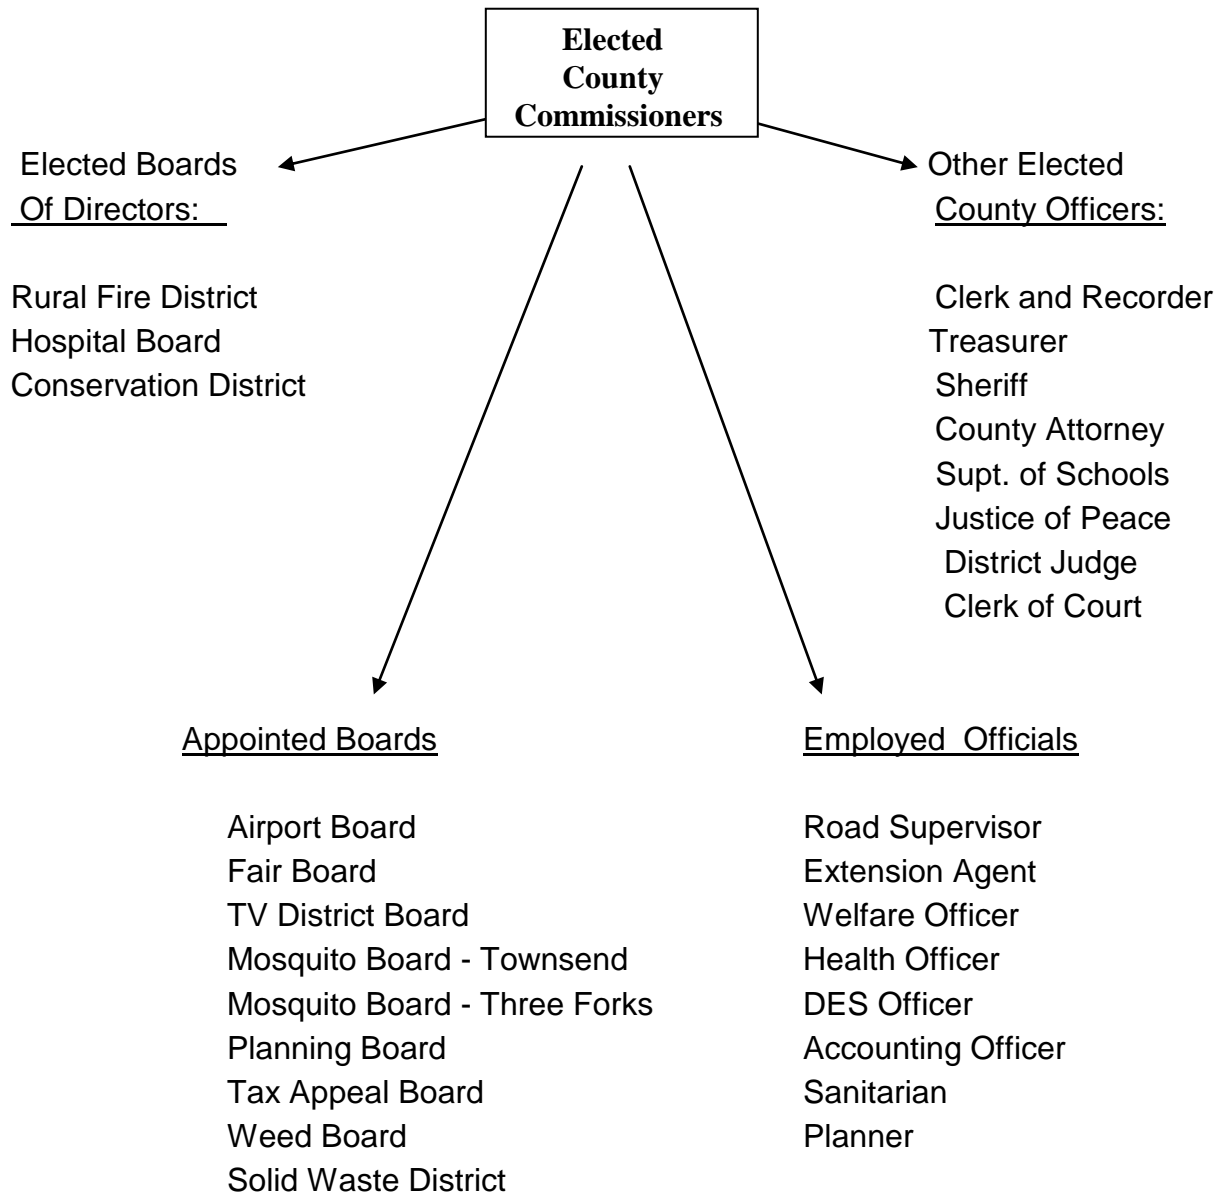 Elected
County
Commissioners
Elected Boards
Of Directors:
Rural Fire District
Hospital Board
Conservation District
Other Elected
County Officers:
Clerk and Recorder
Treasurer
Sheriff
County Attorney
Supt. of Schools
Justice of Peace
District Judge
Clerk of Court
Appointed Boards
Airport Board
Fair Board
TV District Board
Mosquito Board - Townsend
Mosquito Board - Three Forks
Planning Board
Tax Appeal Board
Weed Board
Solid Waste District
Employed Officials
Road Supervisor
Extension Agent
Welfare Officer
Health Officer
DES Officer
Accounting Officer
Sanitarian
Planner